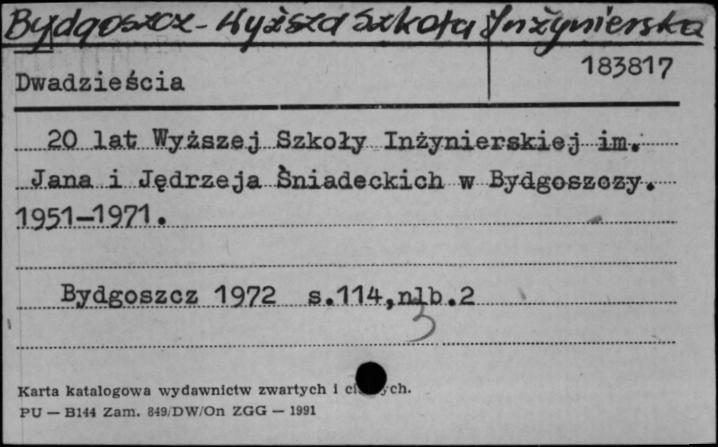 Bydgoszcz - Wyższa Szkoła Inżynierska
183817
Dwadzieścia
20 lat Wyższej Szkoły Inżynierskiej im.
Jana i Jędrzeja Śniadeckich w Bydgoszczy.
1951-1971.
Bydgoszcz 1972 s.114,nlb.2
3
Karta katalogowa wydawnictw zwartych i
PU — B144 Zam. 849/DW/On ZGG — 1991